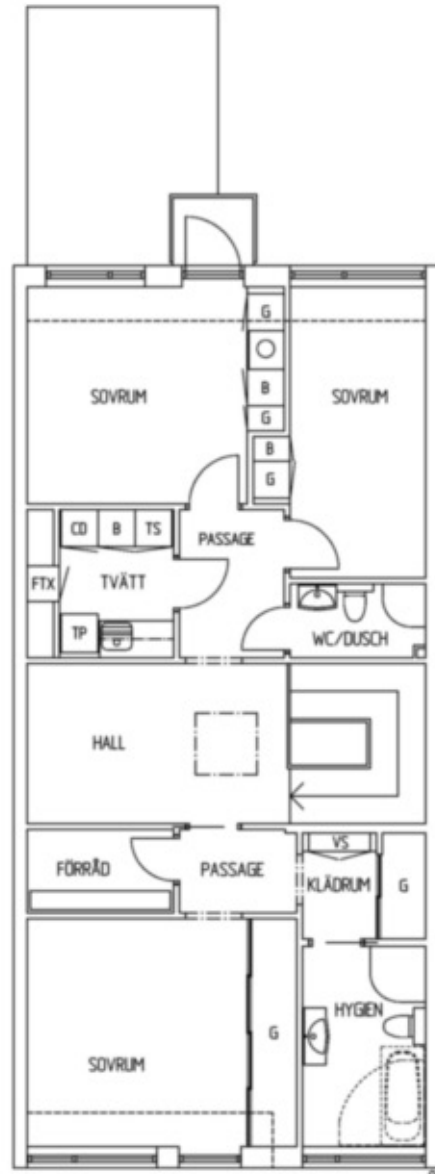 G
SOVRUM
B
SOVRUM
G
B
G
CD B TS
PASSAGE
FTX
TVÄTT
TP
WC/DUSCH
HALL
VS
FÖRRÅD
PASSAGE
KLÄDRUM
G
HYGIEN
G
SOVRUM